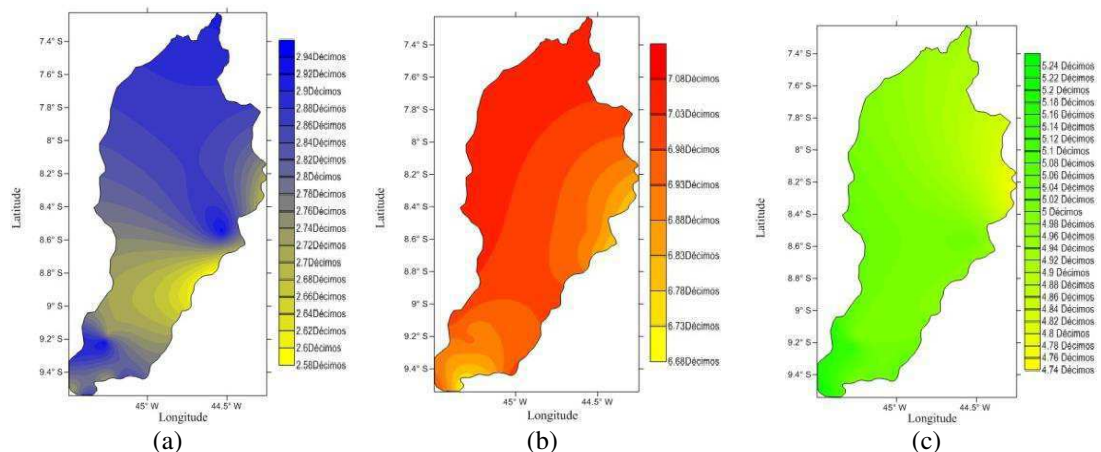 7.4° S
7.6° S
7.8° S
8° S
8.2° S
8.4° S
8.6° S
8.8° S
9° S
9.2° S
9.4° S
Latitude
45° W
44.5° W
Longitude
2.94Décimos
2.92Décimos
2.9Décimos
2.88Décimos
2.86Décimos
2.84Décimos
2.82Décimos
2.8Décimos
2.78Décimos
2.76Décimos
2.74Décimos
2.72Décimos
2.7Décimos
2.68Décimos
2.66Décimos
2.64Décimos
2.62Décimos
2.6Décimos
2.58Décimos
(a)
7.4° S
7.6° S
7.8° S
8° S
8.2° S
8.4° S
8.6° S
8.8° S
9° S
9.2° S
9.4° S
Latitude
45° W
44.5° W
Longitude
7.08Décimos
7.03Décimos
6.98Décimos
6.93Décimos
6.88Décimos
6.83Décimos
6.78Décimos
6.73Décimos
6.68Décimos
(b)
7.4° S
7.6° S
7.8° S
8° S
8.2° S
8.4° S
8.6° S
8.8° S
9° S
9.2° S
9.4° S
Latitude
45° W
44.5° W
Longitude
5.24 Décimos
5.22 Décimos
5.2 Décimos
5.18 Décimos
5.16 Décimos
5.14 Décimos
5.12 Décimos
5.1 Décimos
5.08 Décimos
5.06 Décimos
5.04 Décimos
5.02 Décimos
5 Décimos
4.98 Décimos
4.96 Décimos
4.94 Décimos
4.92 Décimos
4.9 Décimos
4.88 Décimos
4.86 Décimos
4.84 Décimos
4.82 Décimos
4.8 Décimos
4.78 Décimos
4.76 Décimos
4.74 Décimos
(c)